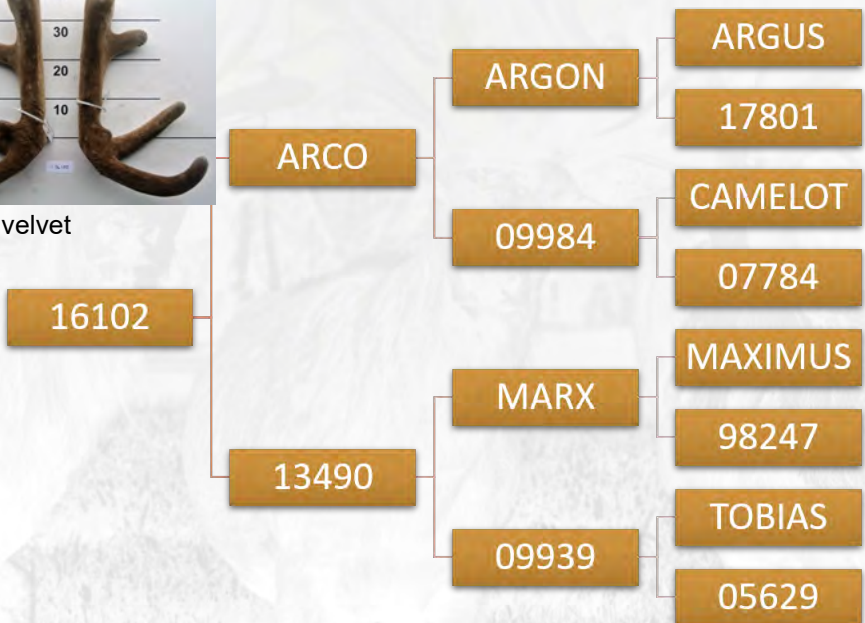 30
20
10
velvet
16102
ARCO
13490
ARGON
09984
MARX
09939
ARGUS
17801
CAMELOT
07784
MAXIMUS
98247
TOBIAS
05629